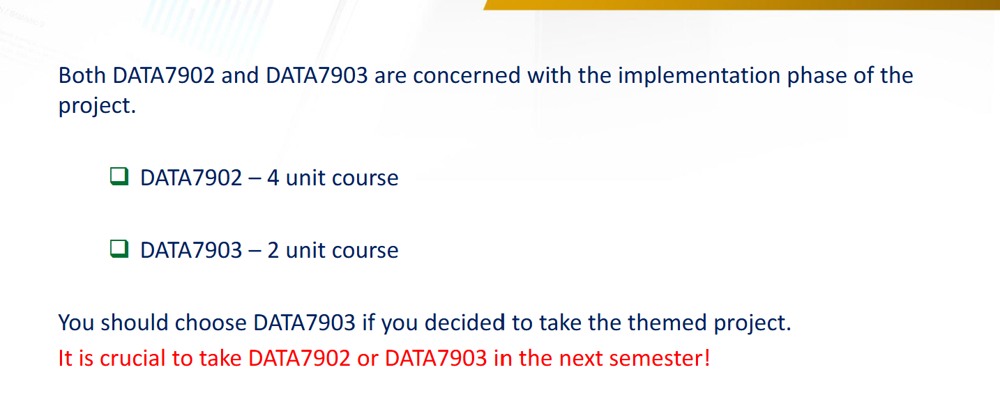 Both DATA7902 and DATA7903 are concerned with the implementation phase of the
project.
DATA7902 – 4 unit course
DATA7903 – 2 unit course
You should choose DATA7903 if you decided to take the themed project.
It is crucial to take DATA7902 or DATA7903 in the next semester!